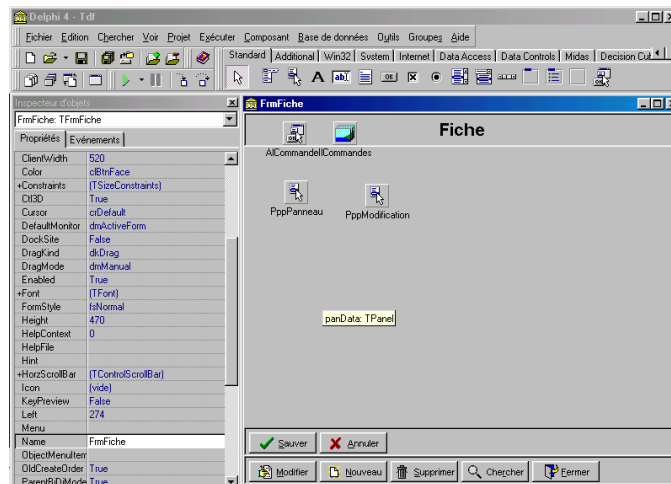 Delphi 4 - Tdf
Fichier Edition Chercher Voir Projet Exécuter Composant Base de données Outils Groupes Aide
Standard Additional Win32 System Internet Data Access Data Controls Midas Decision Cub
Inspecteur d'objets
FrmFiche: TFrmFiche
Propriétés Evénements
ClientWidth 520
Color clBtnFace
+Constraints (TSizeConstraints)
Ctl3D True
Cursor crDefault
DefaultMonitor dmActiveForm
DockSite False
DragKind dkDrag
DragMode dmManual
Enabled True
+Font (TFont)
FormStyle fsNormal
Height 470
HelpContext 0
HelpFile
Hint
+HorzScrollBar (TControlScrollBar)
Icon (vide)
KeyPreview False
Left 274
Menu
Name FrmFiche
ObjectMenuItem
OldCreateOrder True
ParentBiDiMode True
FrmFiche
Fiche
AlCommandeIlCommandes
PppPanneau PppModification
panData: TPanel
Sauver Annuler
Modifier Nouveau Supprimer Chercher Fermer